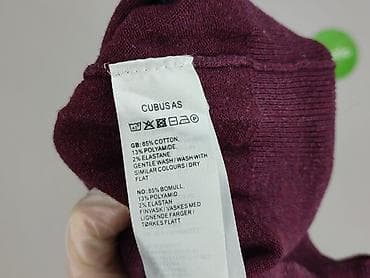 CUBUS AS
GB: 85% COTTON,
13% POLYAMIDE,
2% ELASTANE
GENTLE WASH / WASH WITH
SIMILAR COLOURS / DRY
FLAT
NO: 85% BOMULL,
13% POLYAMID,
2% ELASTAN
FINVASK / VASKES MED
LIGNENDE FARGER /
TØRKES FLATT